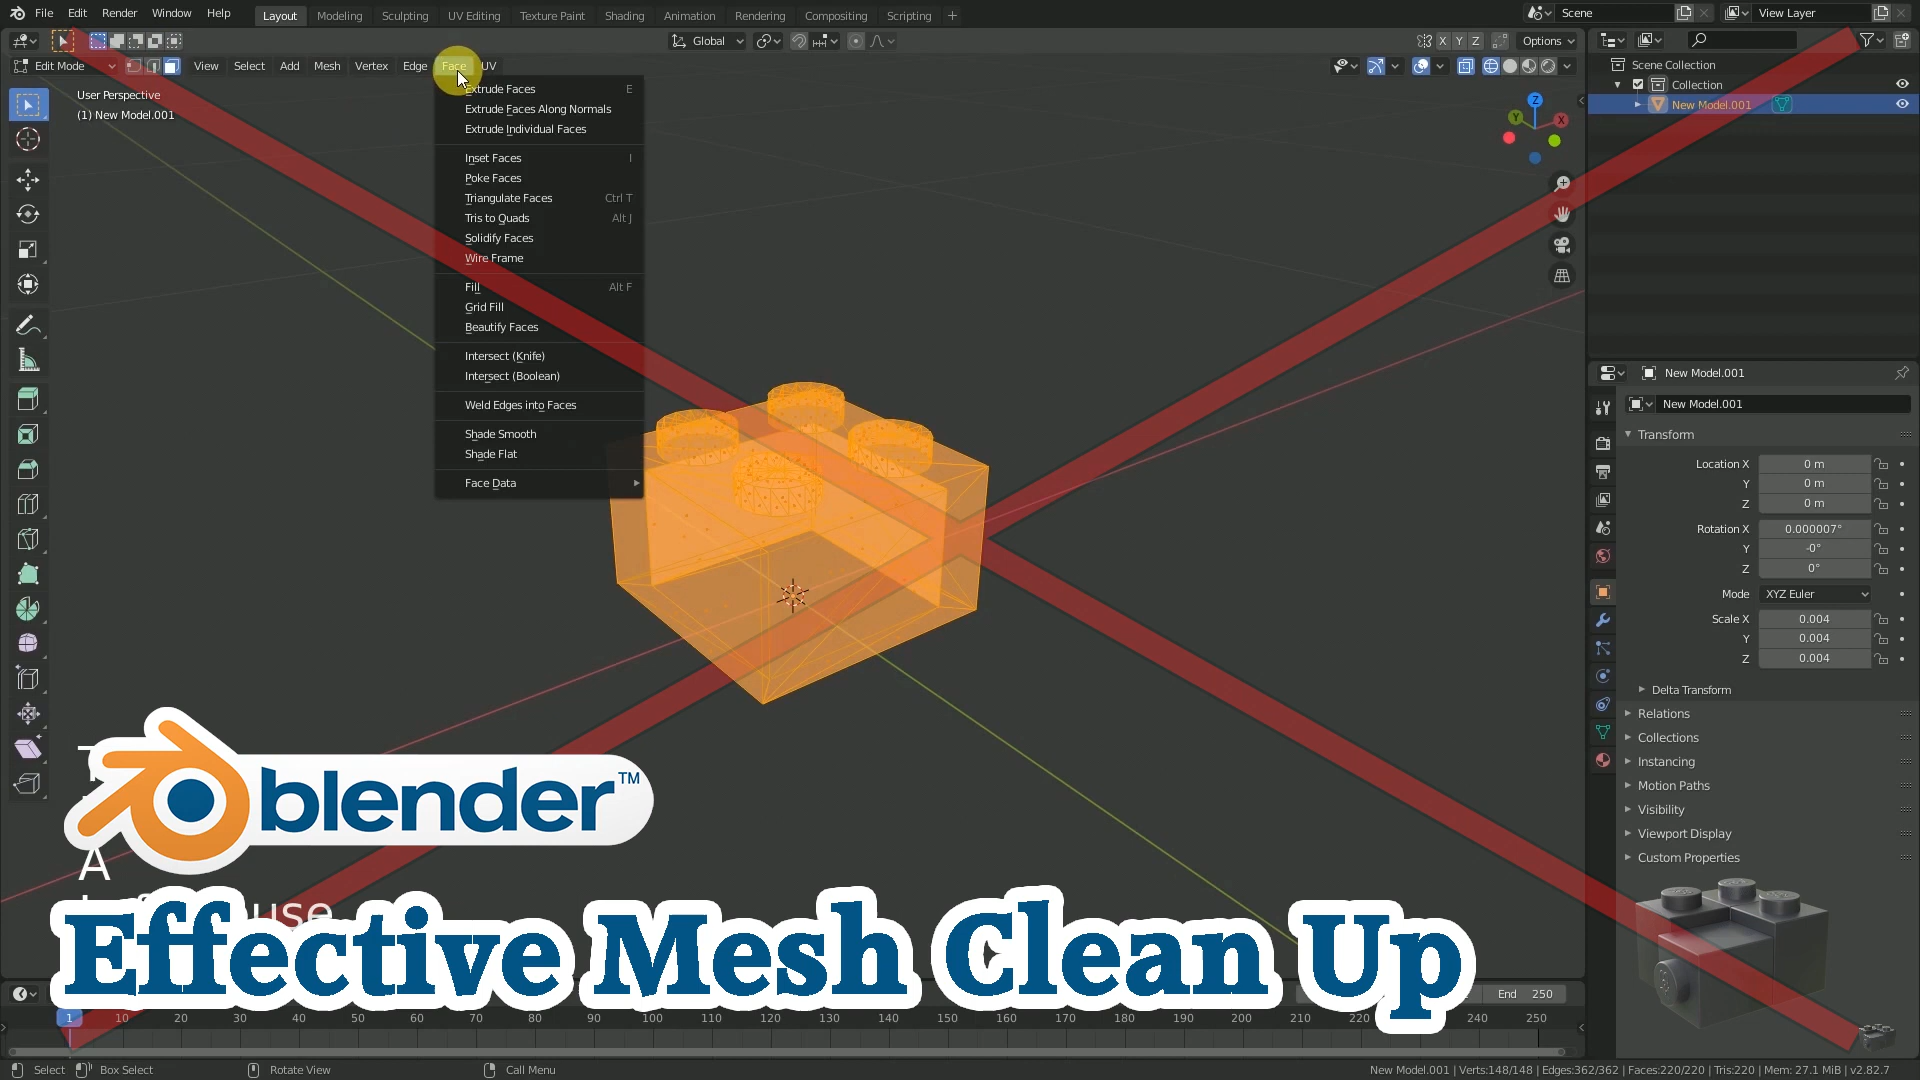 File Edit Render Window Help
Layout Modeling Sculpting UV Editing Texture Paint Shading Animation Rendering Compositing Scripting +
Scene
View Layer
Global
X Y Z
Options
Edit Mode
View Select Add Mesh Vertex Edge Face UV
User Perspective
(1) New Model.001
Extrude Faces E
Extrude Faces Along Normals
Extrude Individual Faces
Inset Faces I
Poke Faces
Triangulate Faces Ctrl T
Tris to Quads Alt J
Solidify Faces
Wire Frame
Fill Alt F
Grid Fill
Beautify Faces
Intersect (Knife)
Intersect (Boolean)
Weld Edges into Faces
Shade Smooth
Shade Flat
Face Data
Z
Y
X
Scene Collection
Collection
New Model.001
New Model.001
New Model.001
Transform
Location X 0 m
Y 0 m
Z 0 m
Rotation X 0.000007°
Y -0°
Z 0°
Mode XYZ Euler
Scale X 0.004
Y 0.004
Z 0.004
Delta Transform
Relations
Collections
Instancing
Motion Paths
Visibility
Viewport Display
Custom Properties
blender™
A
use
Effective Mesh Clean Up
End 250
1 10 20 30 40 50 60 70 80 90 100 110 120 130 140 150 160 170 180 190 200 210 220 240 250
Select Box Select Rotate View Call Menu
New Model.001 | Verts:148/148 | Edges:362/362 | Faces:220/220 | Tris:220 | Mem: 27.1 MiB | v2.82.7